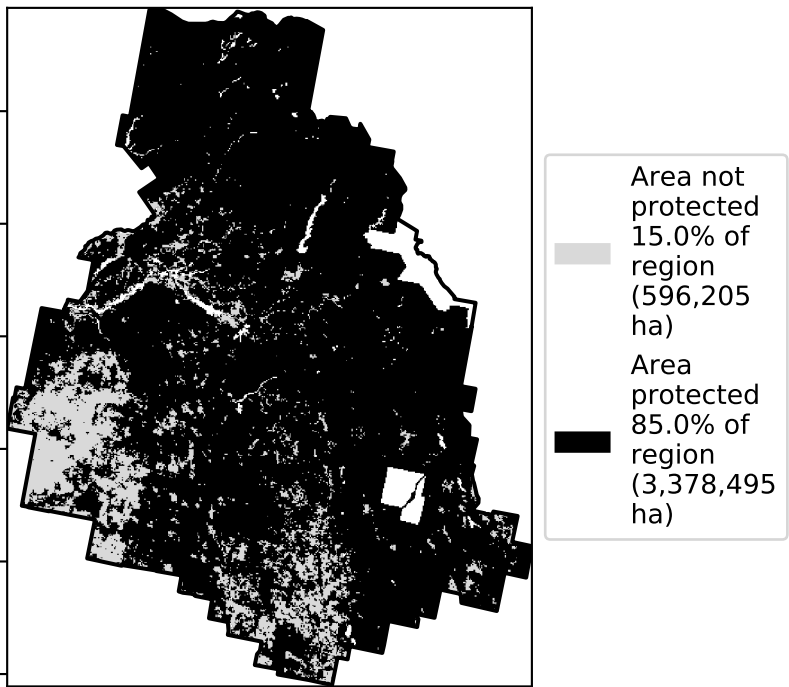 Area not
protected
15.0% of
region
(596,205
ha)
Area
protected
85.0% of
region
(3,378,495
ha)